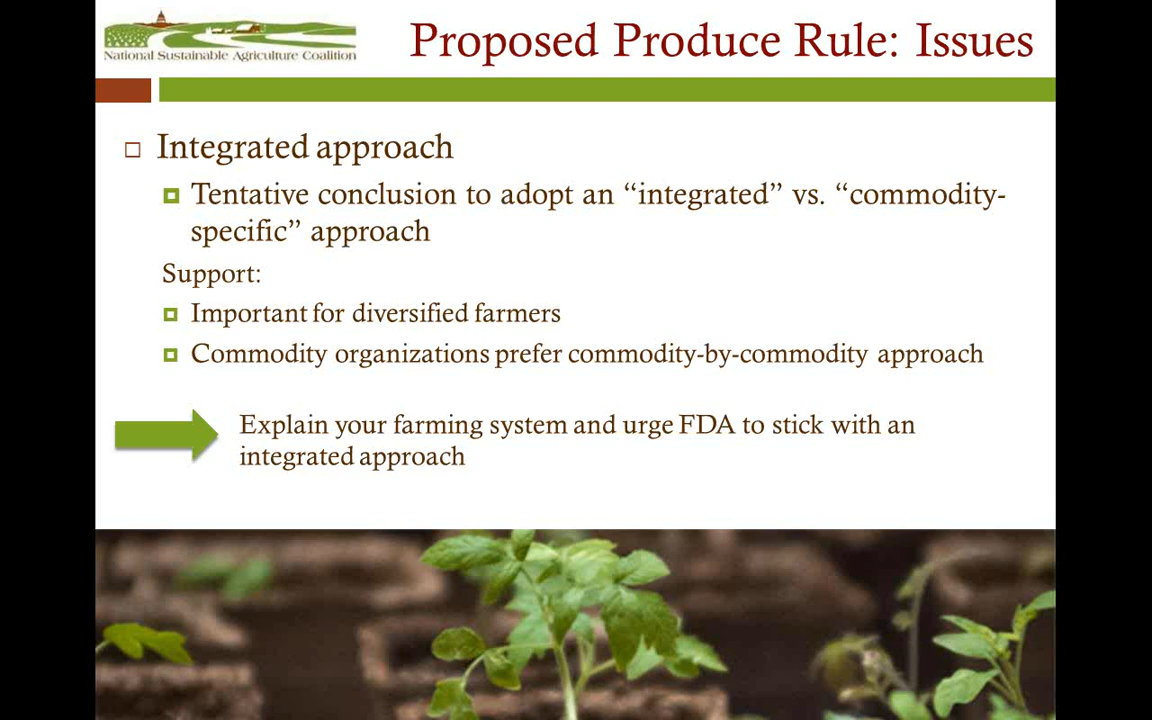 National Sustainable Agriculture Coalition
Proposed Produce Rule: Issues
Integrated approach
Tentative conclusion to adopt an “integrated” vs. “commodity-
specific” approach
Support:
Important for diversified farmers
Commodity organizations prefer commodity-by-commodity approach
Explain your farming system and urge FDA to stick with an
integrated approach